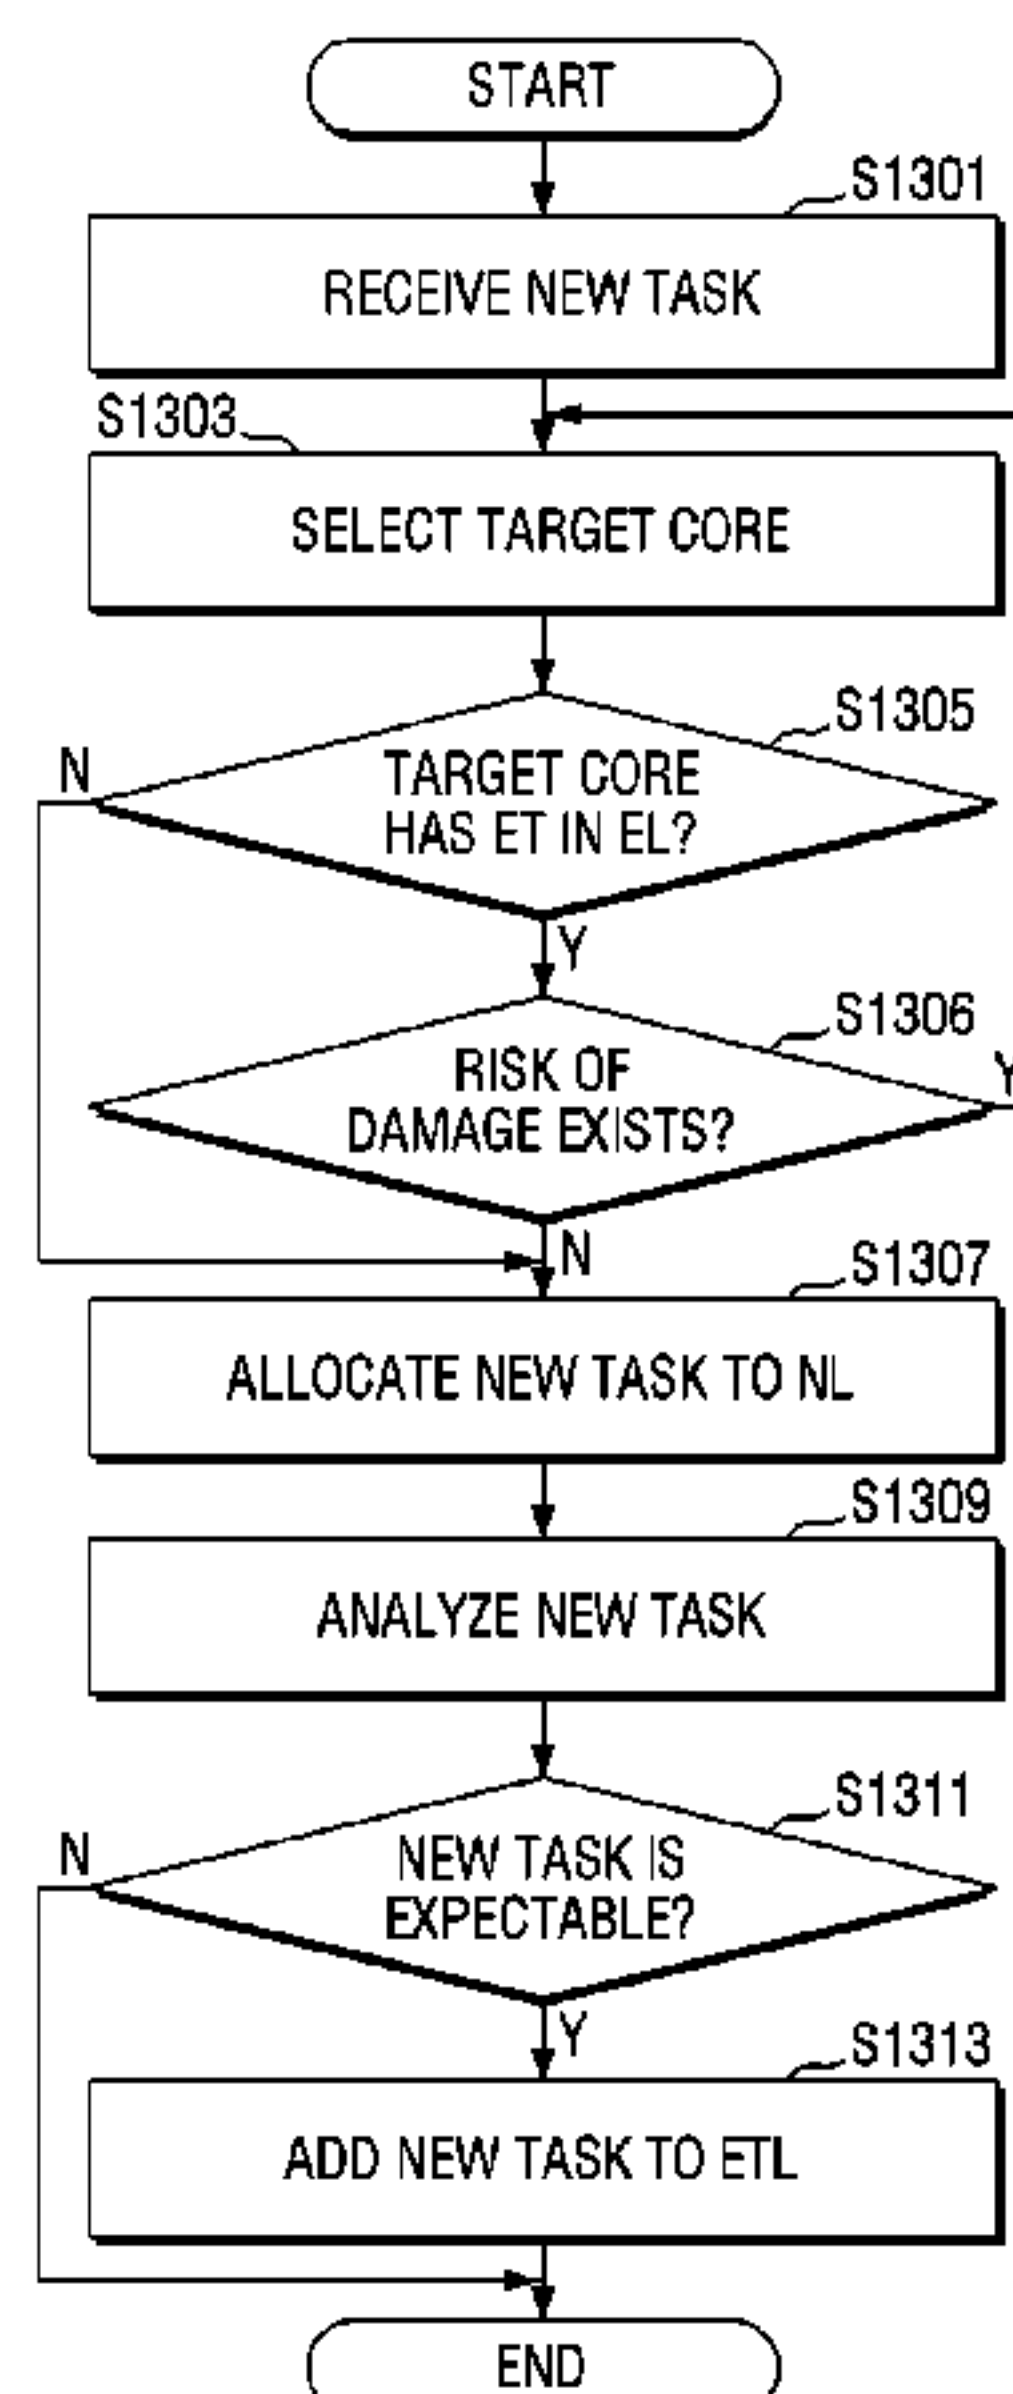 START
S1301
RECEIVE NEW TASK
S1303
SELECT TARGET CORE
S1305
N
TARGET CORE
HAS ET IN EL?
Y
S1306
RISK OF
DAMAGE EXISTS?
Y
N
S1307
ALLOCATE NEW TASK TO NL
S1309
ANALYZE NEW TASK
S1311
N
NEW TASK IS
EXPECTABLE?
Y
S1313
ADD NEW TASK TO ETL
END